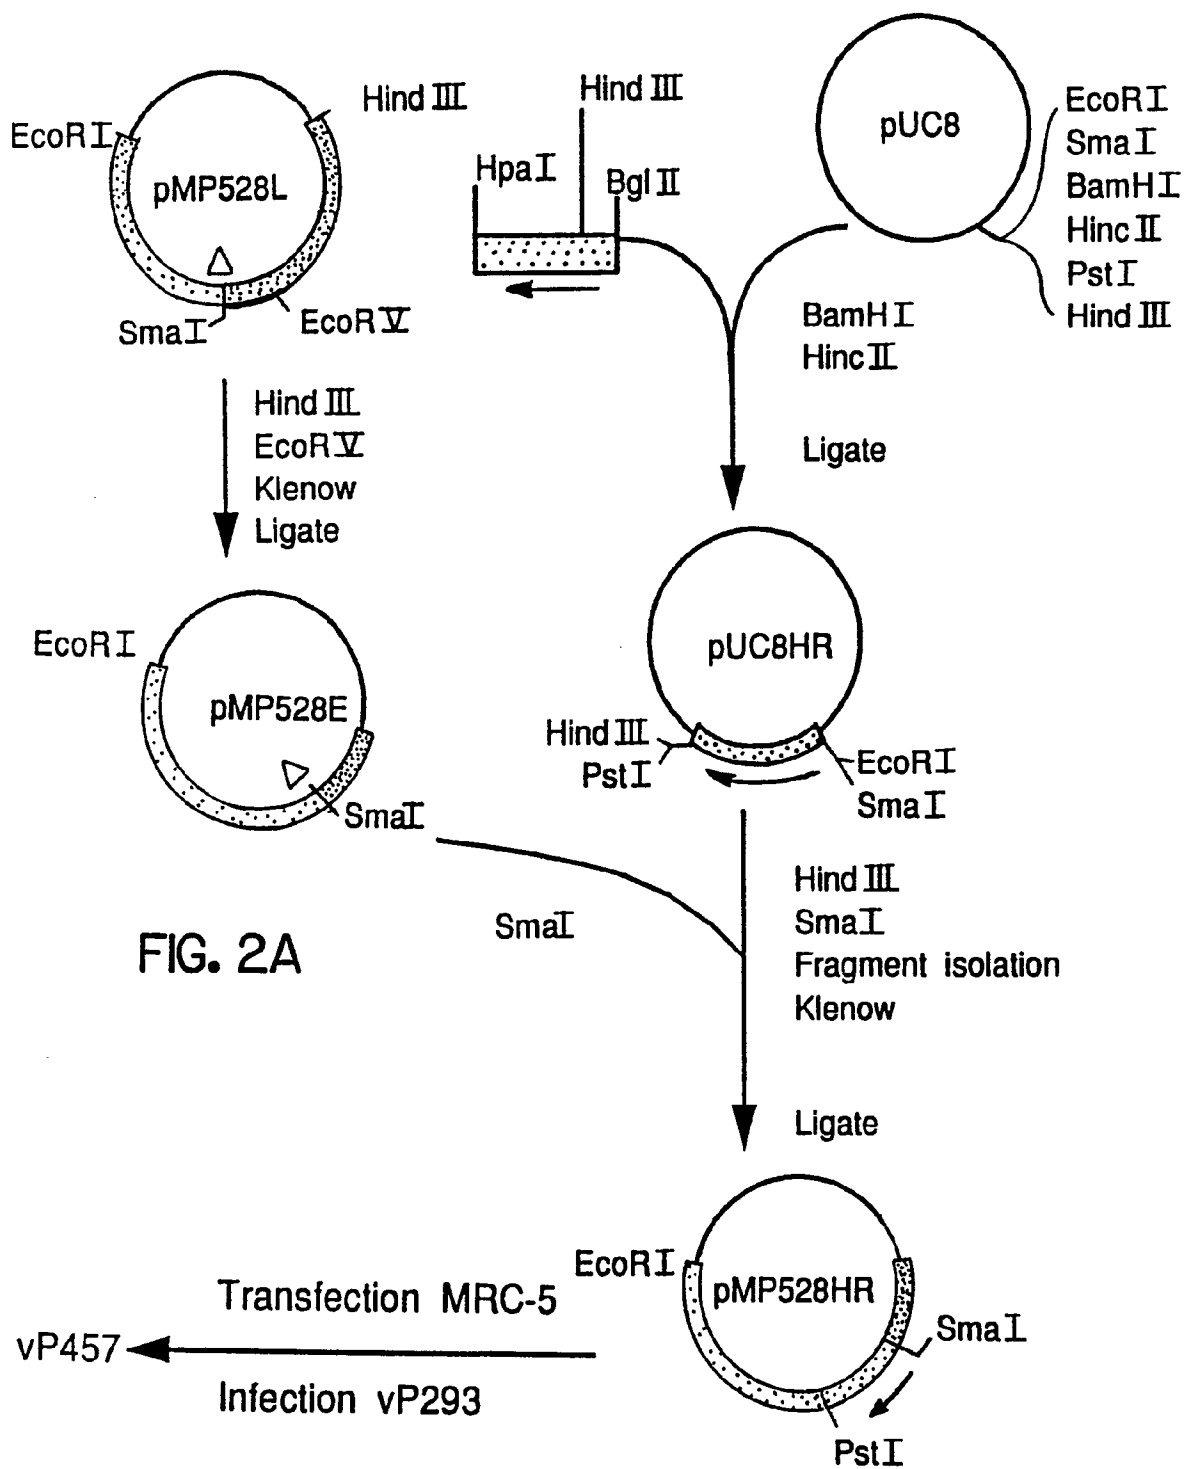 Hind III
EcoR I
pMP528L
Sma I
EcoR V
Hind III
Hpa I
Bgl II
pUC8
EcoR I
Sma I
BamH I
Hinc II
Pst I
Hind III
BamH I
Hinc II
Ligate
Hind III
EcoR V
Klenow
Ligate
EcoR I
pMP528E
Sma I
pUC8HR
Hind III
Pst I
EcoR I
Sma I
Sma I
Hind III
Sma I
Fragment isolation
Klenow
Ligate
FIG. 2A
EcoR I
pMP528HR
Sma I
Pst I
Transfection MRC-5
vP457
Infection vP293